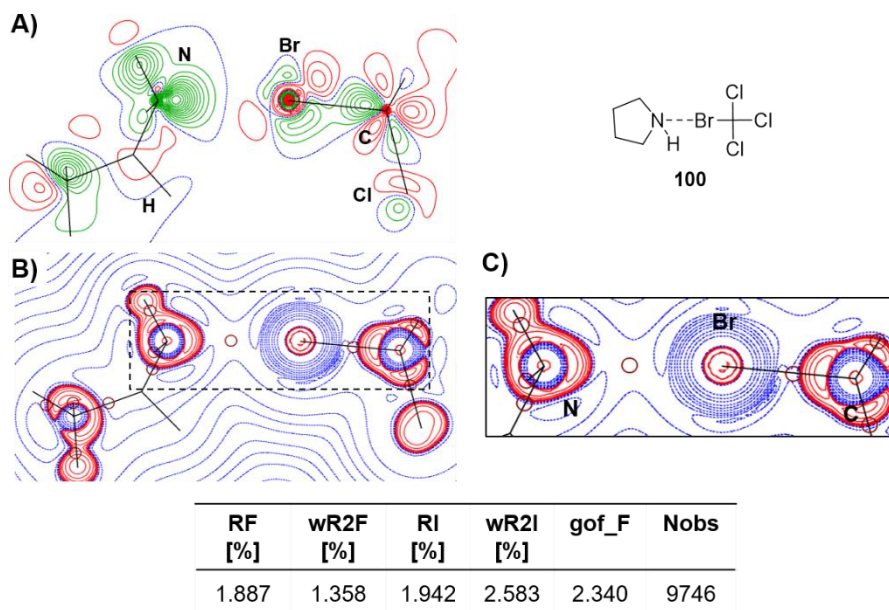 A)
N
Br
C
H
Cl
Cl
N---Br
Cl
H
Cl
100
B)
C)
Br
N
C
RF [%] wR2F [%] RI [%] wR2I [%] gof_F Nobs
1.887 1.358 1.942 2.583 2.340 9746